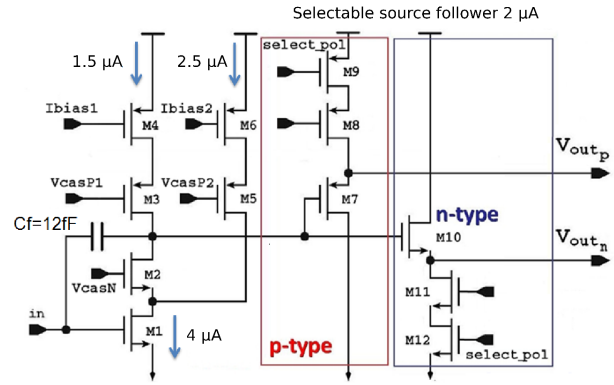 Selectable source follower 2 μA
1.5 μA
2.5 μA
select_pol
M9
Ibias1
M4
Ibias2
M6
M8
VcasP1
M3
VcasP2
M5
M7
Vout_p
Cf=12fF
n-type
M10
Vout_n
VcasN
M2
M11
in
M1
4 μA
p-type
M12
select_pol